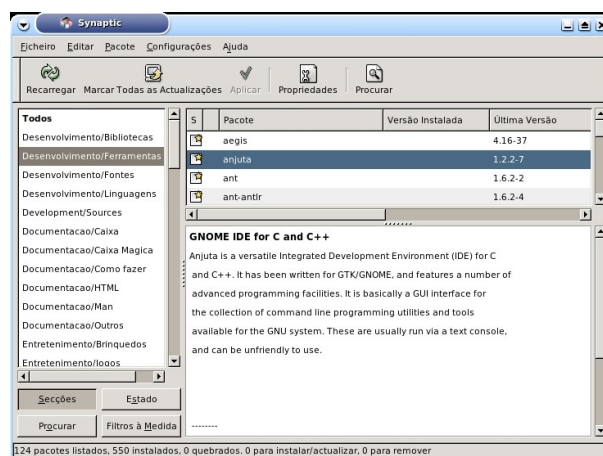 Synaptic
Ficheiro Editar Pacote Configurações Ajuda
Recarregar Marcar Todas as Actualizações Aplicar Propriedades Procurar
Todos
Desenvolvimento/Bibliotecas
Desenvolvimento/Ferramentas
Desenvolvimento/Fontes
Desenvolvimento/Linguagens
Development/Sources
Documentacao/Caixa
Documentacao/Caixa Magica
Documentacao/Como fazer
Documentacao/HTML
Documentacao/Man
Documentacao/Outros
Entretenimento/Brinquedos
Entretenimento/Jogos
Secções Estado
Procurar Filtros à Medida
S Pacote Versão Instalada Última Versão
aegis 4.16-37
anjuta 1.2.2-7
ant 1.6.2-2
ant-antlr 1.6.2-4
GNOME IDE for C and C++
Anjuta is a versatile Integrated Development Environment (IDE) for C
and C++. It has been written for GTK/GNOME, and features a number of
advanced programming facilities. It is basically a GUI interface for
the collection of command line programming utilities and tools
available for the GNU system. These are usually run via a text console,
and can be unfriendly to use.
--------
124 pacotes listados, 550 instalados, 0 quebrados. 0 para instalar/actualizar, 0 para remover